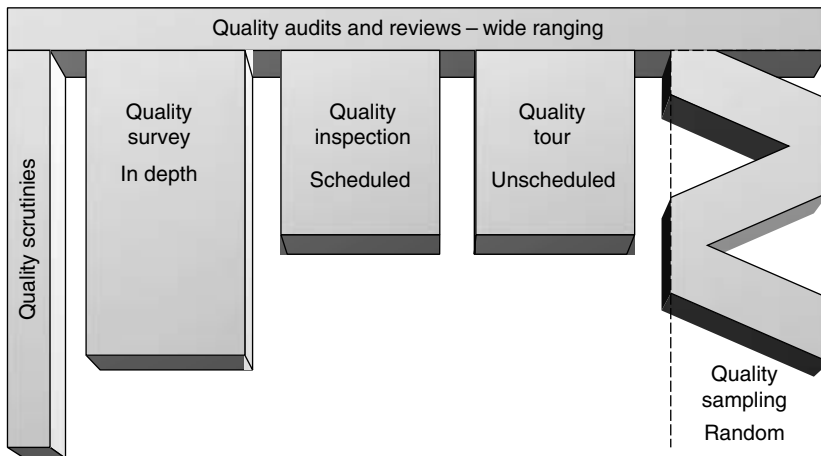 Quality audits and reviews – wide ranging
Quality scrutinies
Quality
survey
In depth
Quality
inspection
Scheduled
Quality
tour
Unscheduled
Quality
sampling
Random